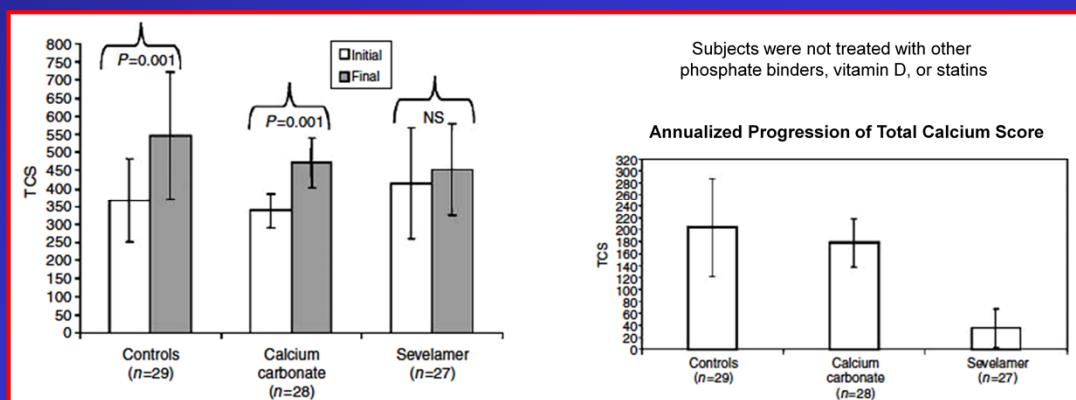 800
750
700
650
600
550
500
450
400
350
300
250
200
150
100
50
0
TCS
P=0.001
P=0.001
NS
Initial
Final
Controls
(n=29)
Calcium
carbonate
(n=28)
Sevelamer
(n=27)
Subjects were not treated with other
phosphate binders, vitamin D, or statins
Annualized Progression of Total Calcium Score
320
300
280
260
240
220
200
180
160
140
120
100
80
60
40
20
0
TCS
Controls
(n=29)
Calcium
carbonate
(n=28)
Sevelamer
(n=27)